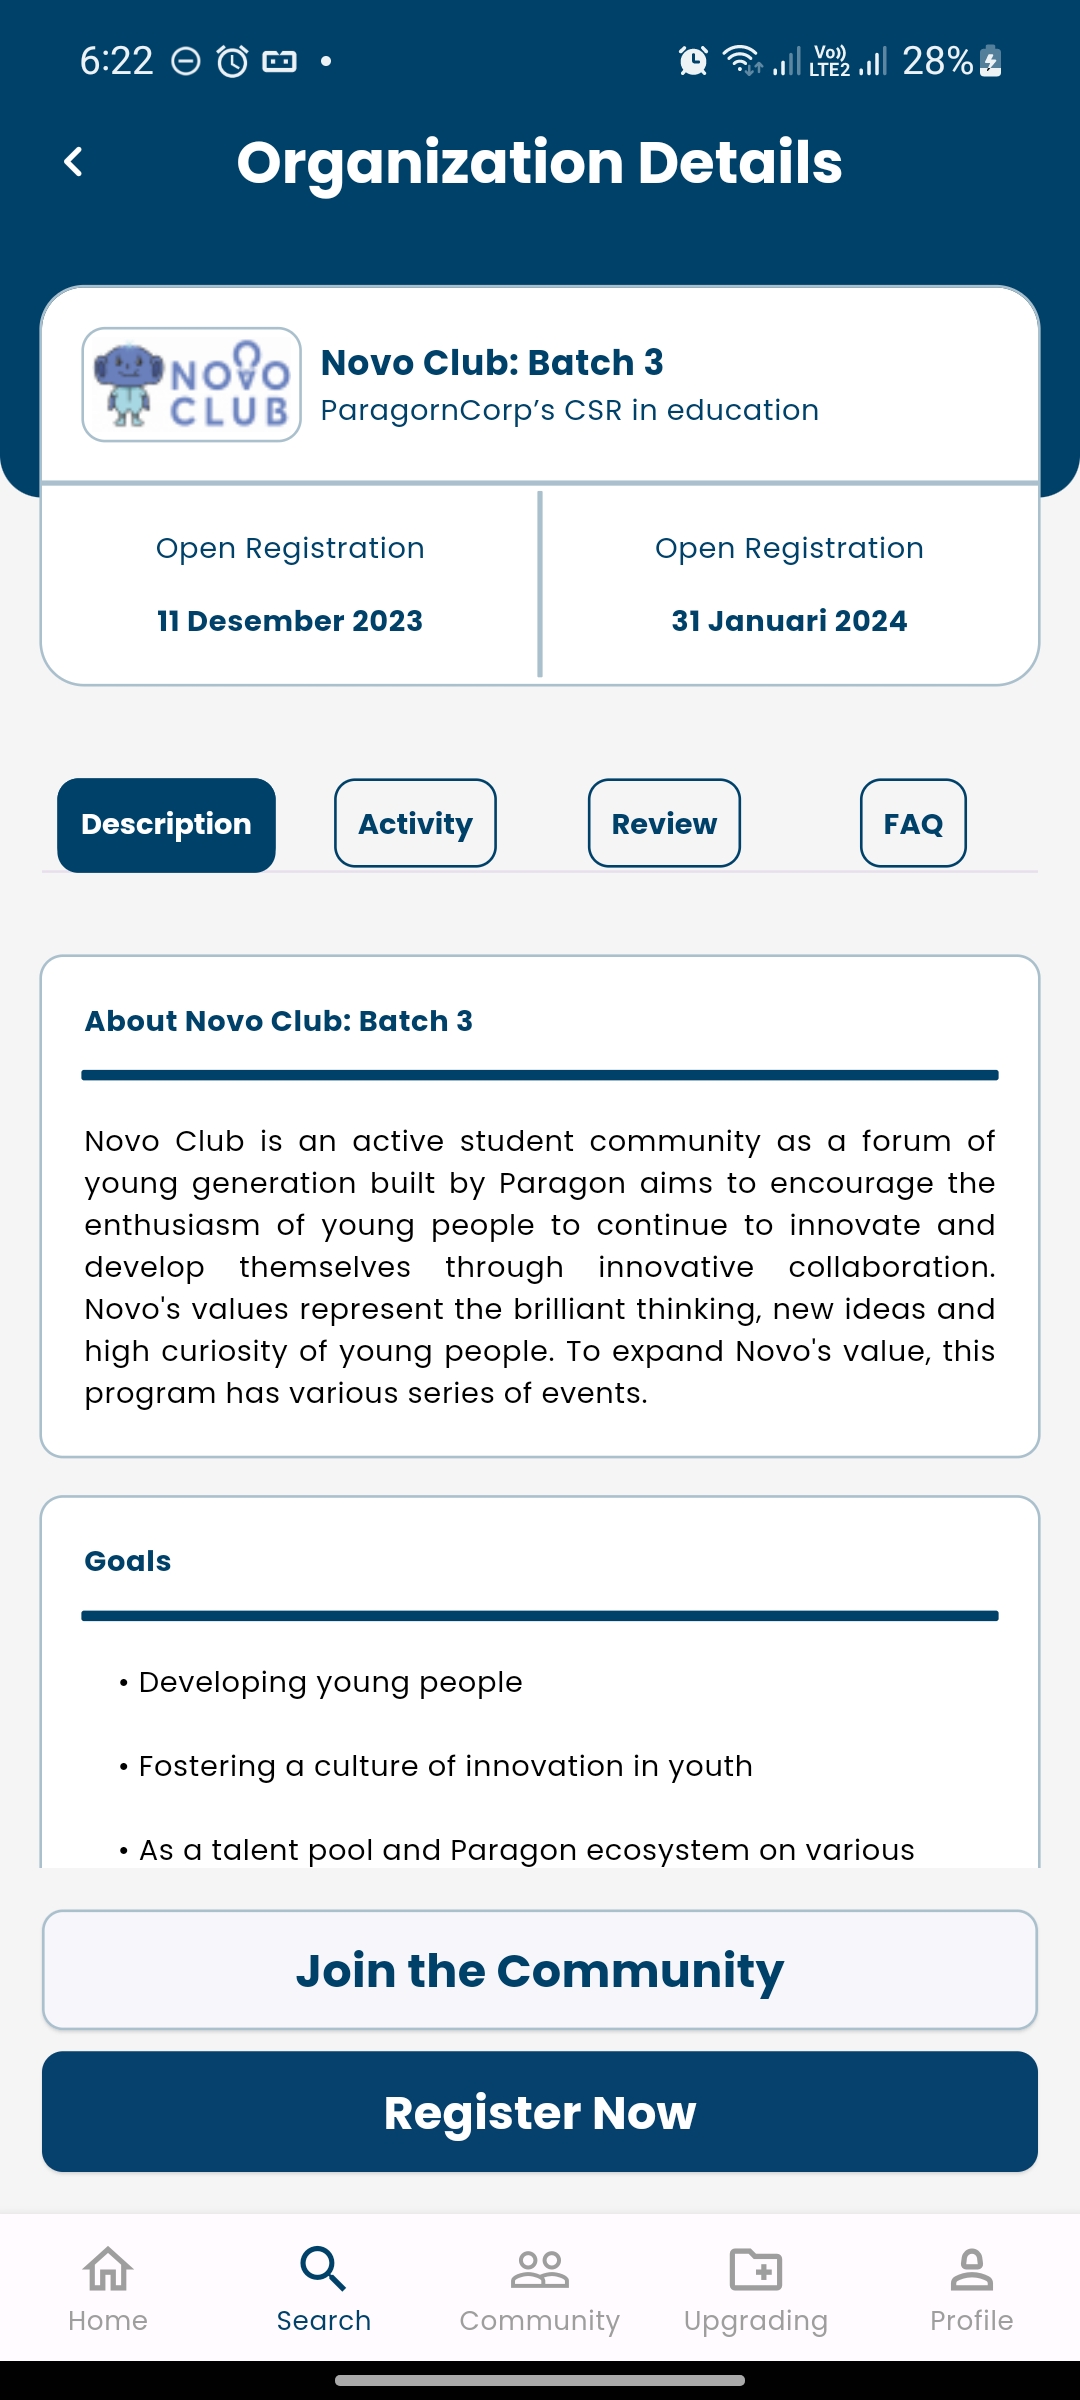 6:22
Vo))
LTE2
28%
Organization Details
NOVO
CLUB
Novo Club: Batch 3
ParagornCorp’s CSR in education
Open Registration
Open Registration
11 Desember 2023
31 Januari 2024
Description
Activity
Review
FAQ
About Novo Club: Batch 3
Novo Club is an active student community as a forum of
young generation built by Paragon aims to encourage the
enthusiasm of young people to continue to innovate and
develop themselves through innovative collaboration.
Novo's values represent the brilliant thinking, new ideas and
high curiosity of young people. To expand Novo's value, this
program has various series of events.
Goals
• Developing young people
• Fostering a culture of innovation in youth
• As a talent pool and Paragon ecosystem on various
Join the Community
Register Now
Home
Search
Community
Upgrading
Profile